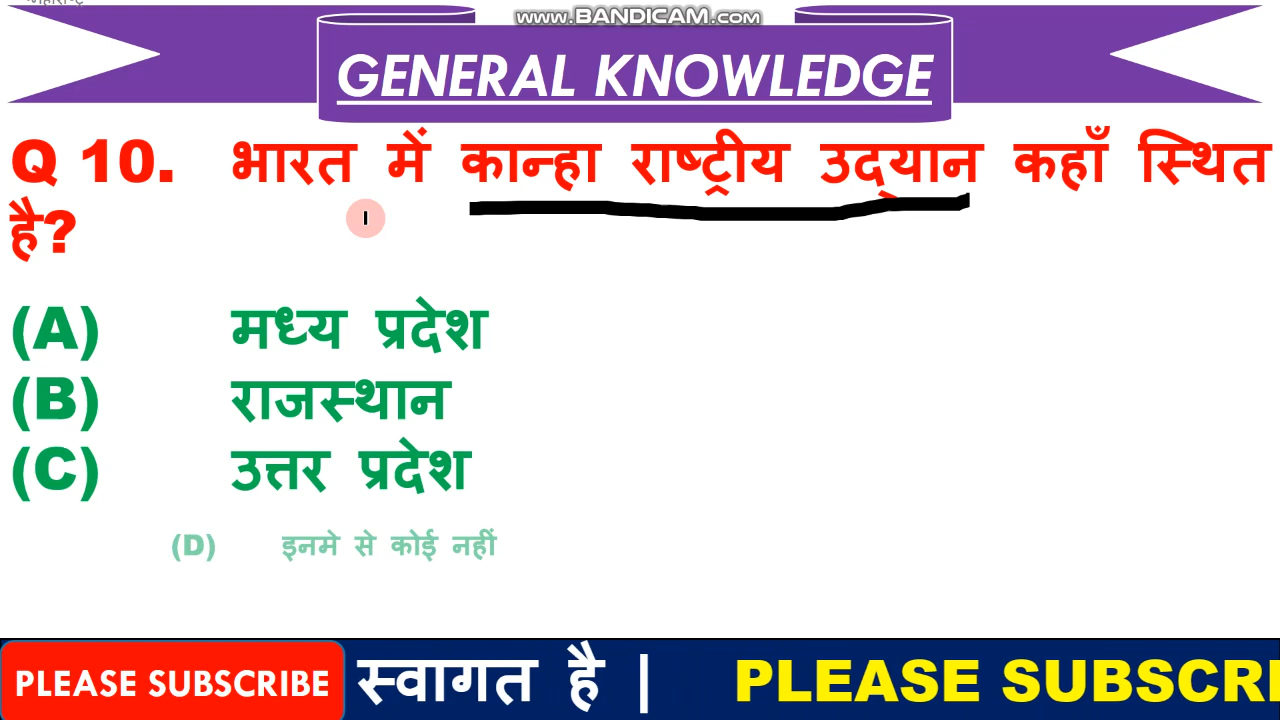 www.BANDICAM.com
GENERAL KNOWLEDGE
Q 10. भारत में कान्हा राष्ट्रीय उद्यान कहाँ स्थित
है?
(A) मध्य प्रदेश
(B) राजस्थान
(C) उत्तर प्रदेश
(D) इनमे से कोई नहीं
PLEASE SUBSCRIBE स्वागत है | PLEASE SUBSCRI